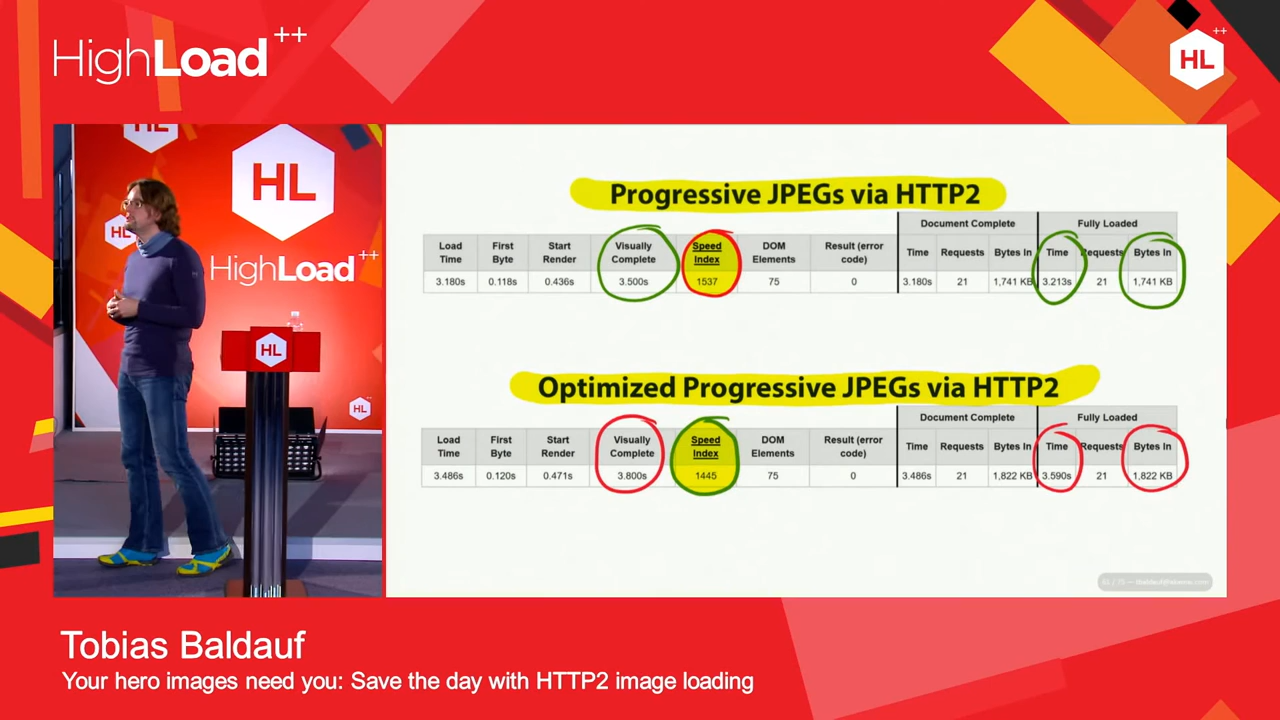 HighLoad++
HL++
HL
HL
HL
HighLoad++
HL
HL
Progressive JPEGs via HTTP2
Document Complete Fully Loaded
Load Time First Byte Start Render Visually Complete Speed Index DOM Elements Result (error code) Time Requests Bytes In Time Requests Bytes In
3.180s 0.118s 0.436s 3.500s 1537 75 0 3.180s 21 1,741 KB 3.213s 21 1,741 KB
Optimized Progressive JPEGs via HTTP2
Document Complete Fully Loaded
Load Time First Byte Start Render Visually Complete Speed Index DOM Elements Result (error code) Time Requests Bytes In Time Requests Bytes In
3.486s 0.120s 0.471s 3.800s 1445 75 0 3.486s 21 1,822 KB 3.590s 21 1,822 KB
Tobias Baldauf
Your hero images need you: Save the day with HTTP2 image loading